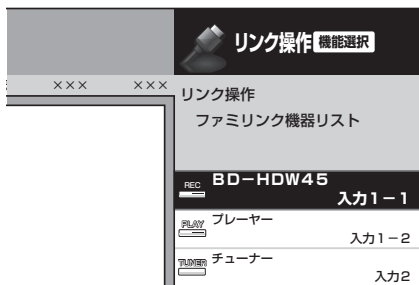 リンク操作 機能選択
××× ×××
リンク操作
ファミリンク機器リスト
REC BD-HDW45
入力1-1
PLAY プレーヤー
入力1-2
TUNER チューナー
入力2